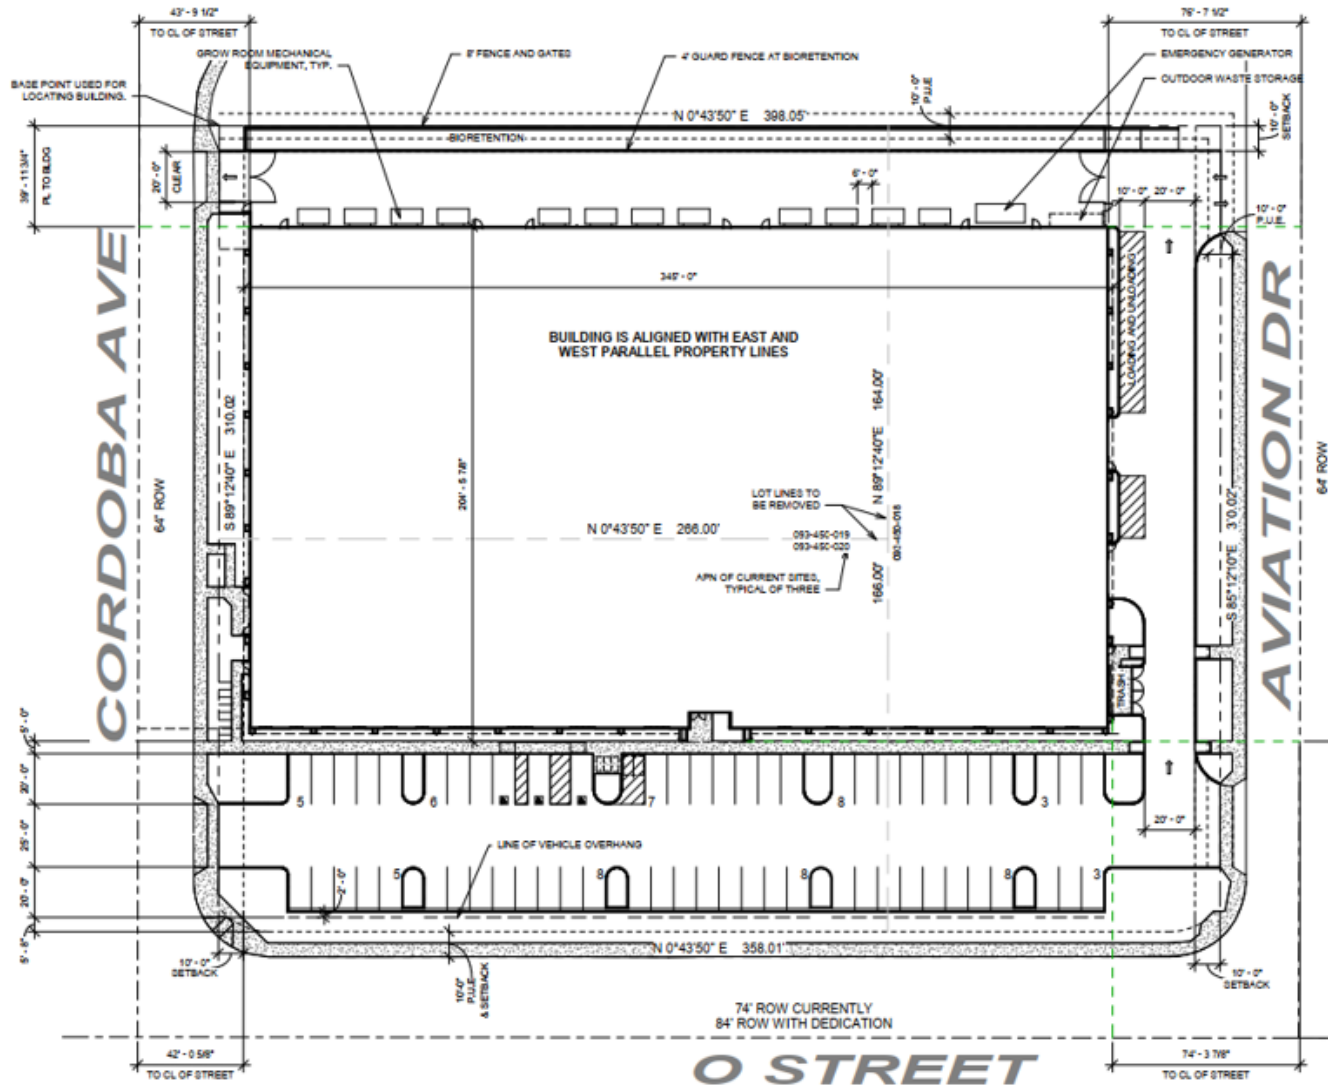 43' - 9 1/2"
TO CL OF STREET
76' - 7 1/2"
TO CL OF STREET
GROW ROOM MECHANICAL
EQUIPMENT, TYP.
8' FENCE AND GATES
4' GUARD FENCE AT BIORETENTION
EMERGENCY GENERATOR
OUTDOOR WASTE STORAGE
BASE POINT USED FOR
LOCATING BUILDING.
10' - 0"
P.U.E
N 0°43'50" E 398.05'
BIORETENTION
10' - 0"
SETBACK
39' - 11 3/4"
PL TO BLDG
20' - 0"
CLEAR
6' - 0"
10' - 0"
20' - 0"
10' - 0"
P.U.E.
345' - 0"
LOADING AND UNLOADING
BUILDING IS ALIGNED WITH EAST AND
WEST PARALLEL PROPERTY LINES
CORDOBA AVE
AVIATION DR
64' ROW
64' ROW
S 89°12'40" E 310.02
204' - 5 7/8"
N 89°12'40"E 164.00'
LOT LINES TO
BE REMOVED
N 0°43'50" E 266.00'
093-450-019
093-450-020
093-450-018
APN OF CURRENT SITES,
TYPICAL OF THREE
166.00'
S 85°12'10"E 3'0.02'
TRASH
5' - 0"
20' - 0"
25' - 0"
20' - 0"
5' - 6"
5
6
7
8
3
20' - 0"
LINE OF VEHICLE OVERHANG
2' - 0"
5
8
8
8
3
N 0°43'50" E 358.01'
10' - 0"
SETBACK
10'-0"
P.U.E
& SETBACK
10' - 0"
SETBACK
74' ROW CURRENTLY
84' ROW WITH DEDICATION
42' - 0 5/8"
TO CL OF STREET
O STREET
74' - 3 7/8"
TO CL OF STREET